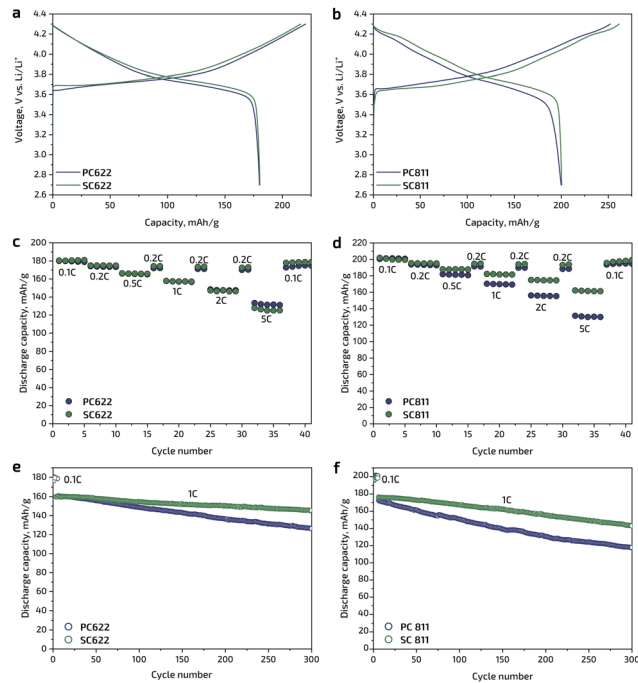 a
4.4
4.2
4.0
3.8
3.6
3.4
3.2
3.0
2.8
2.6
Voltage, V vs. Li/Li⁺
PC622
SC622
0 50 100 150 200
Capacity, mAh/g
b
4.4
4.2
4.0
3.8
3.6
3.4
3.2
3.0
2.8
2.6
Voltage, V vs. Li/Li⁺
PC811
SC811
0 50 100 150 200 250
Capacity, mAh/g
c
200
180
160
140
120
100
80
60
40
20
0
Discharge capacity, mAh/g
0.1C
0.2C
0.5C
0.2C
1C
0.2C
2C
0.2C
5C
0.1C
PC622
SC622
0 5 10 15 20 25 30 35 40
Cycle number
d
220
200
180
160
140
120
100
80
60
40
20
0
Discharge capacity, mAh/g
0.1C
0.2C
0.5C
0.2C
1C
0.2C
2C
0.2C
5C
0.1C
PC811
SC811
0 5 10 15 20 25 30 35 40
Cycle number
e
180
160
140
120
100
80
60
40
20
0
Discharge capacity, mAh/g
0.1C
1C
PC622
SC622
0 50 100 150 200 250 300
Cycle number
f
200
180
160
140
120
100
80
60
40
20
0
Discharge capacity, mAh/g
0.1C
1C
PC 811
SC 811
0 50 100 150 200 250 300
Cycle number